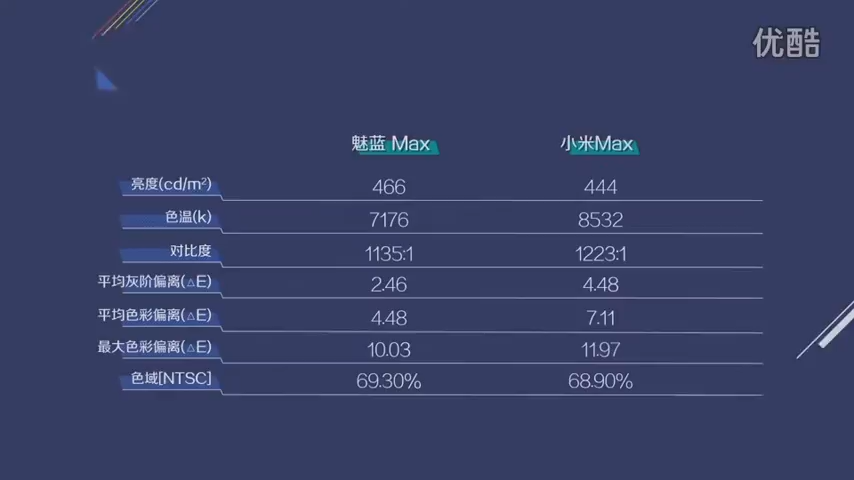 优酷
魅蓝 Max 小米Max
亮度(cd/m²) 466 444
色温(k) 7176 8532
对比度 1135:1 1223:1
平均灰阶偏离(△E) 2.46 4.48
平均色彩偏离(△E) 4.48 7.11
最大色彩偏离(△E) 10.03 11.97
色域[NTSC] 69.30% 68.90%